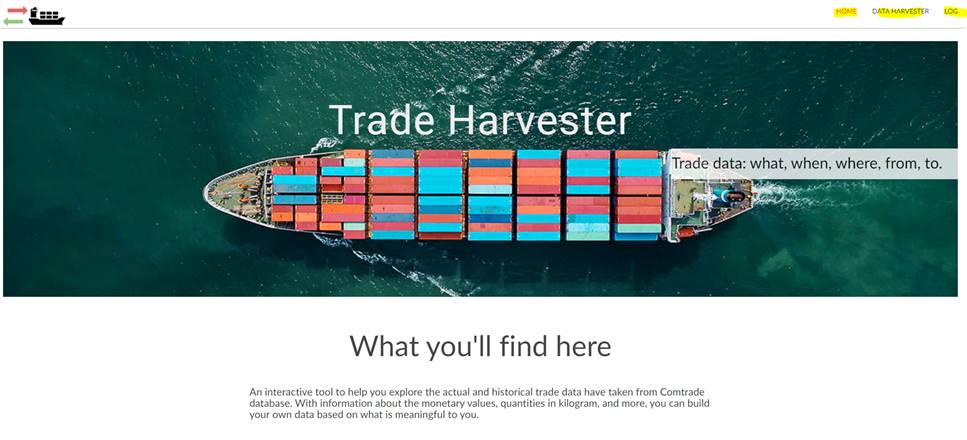 HOME DATA HARVESTER LOG
Trade Harvester
Trade data: what, when, where, from, to.
What you'll find here
An interactive tool to help you explore the actual and historical trade data have taken from Comtrade
database. With information about the monetary values, quantities in kilogram, and more, you can build
your own data based on what is meaningful to you.